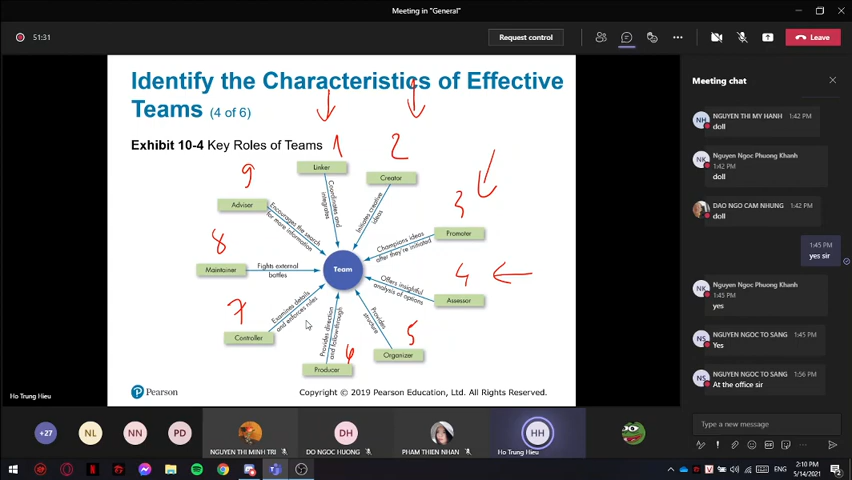 Meeting in "General"
51:31
Request control
Leave
Identify the Characteristics of Effective
Teams (4 of 6)
Exhibit 10-4 Key Roles of Teams
1
2
3
4
5
6
7
8
9
Linker
Coordinates and
integrates
Creator
Initiates creative
ideas
Promoter
Champions ideas
after they're initiated
Assessor
Offers insightful
analysis of options
Organizer
Provides
structure
Producer
Provides direction
and follow-through
Controller
Examines details
and enforces rules
Maintainer
Fights external
battles
Adviser
Encourages the search
for more information
Team
Pearson
Copyright © 2019 Pearson Education, Ltd. All Rights Reserved.
Ho Trung Hieu
Meeting chat
NH
NGUYEN THI MY HANH 1:42 PM
doll
NK
Nguyen Ngoc Phuong Khanh
1:42 PM
doll
DAO NGO CAM NHUNG 1:42 PM
doll
1:45 PM
yes sir
NK
Nguyen Ngoc Phuong Khanh
1:45 PM
yes
NS
NGUYEN NGOC TO SANG 1:45 PM
Yes
NS
NGUYEN NGOC TO SANG 1:56 PM
At the office sir
Type a new message
+27
NL
NN
PD
NGUYEN THI MINH TRI
DH
DO NGOC HUONG
PHAM THIEN NHAN
HH
Ho Trung Hieu
V
ENG
2:10 PM
5/14/2021